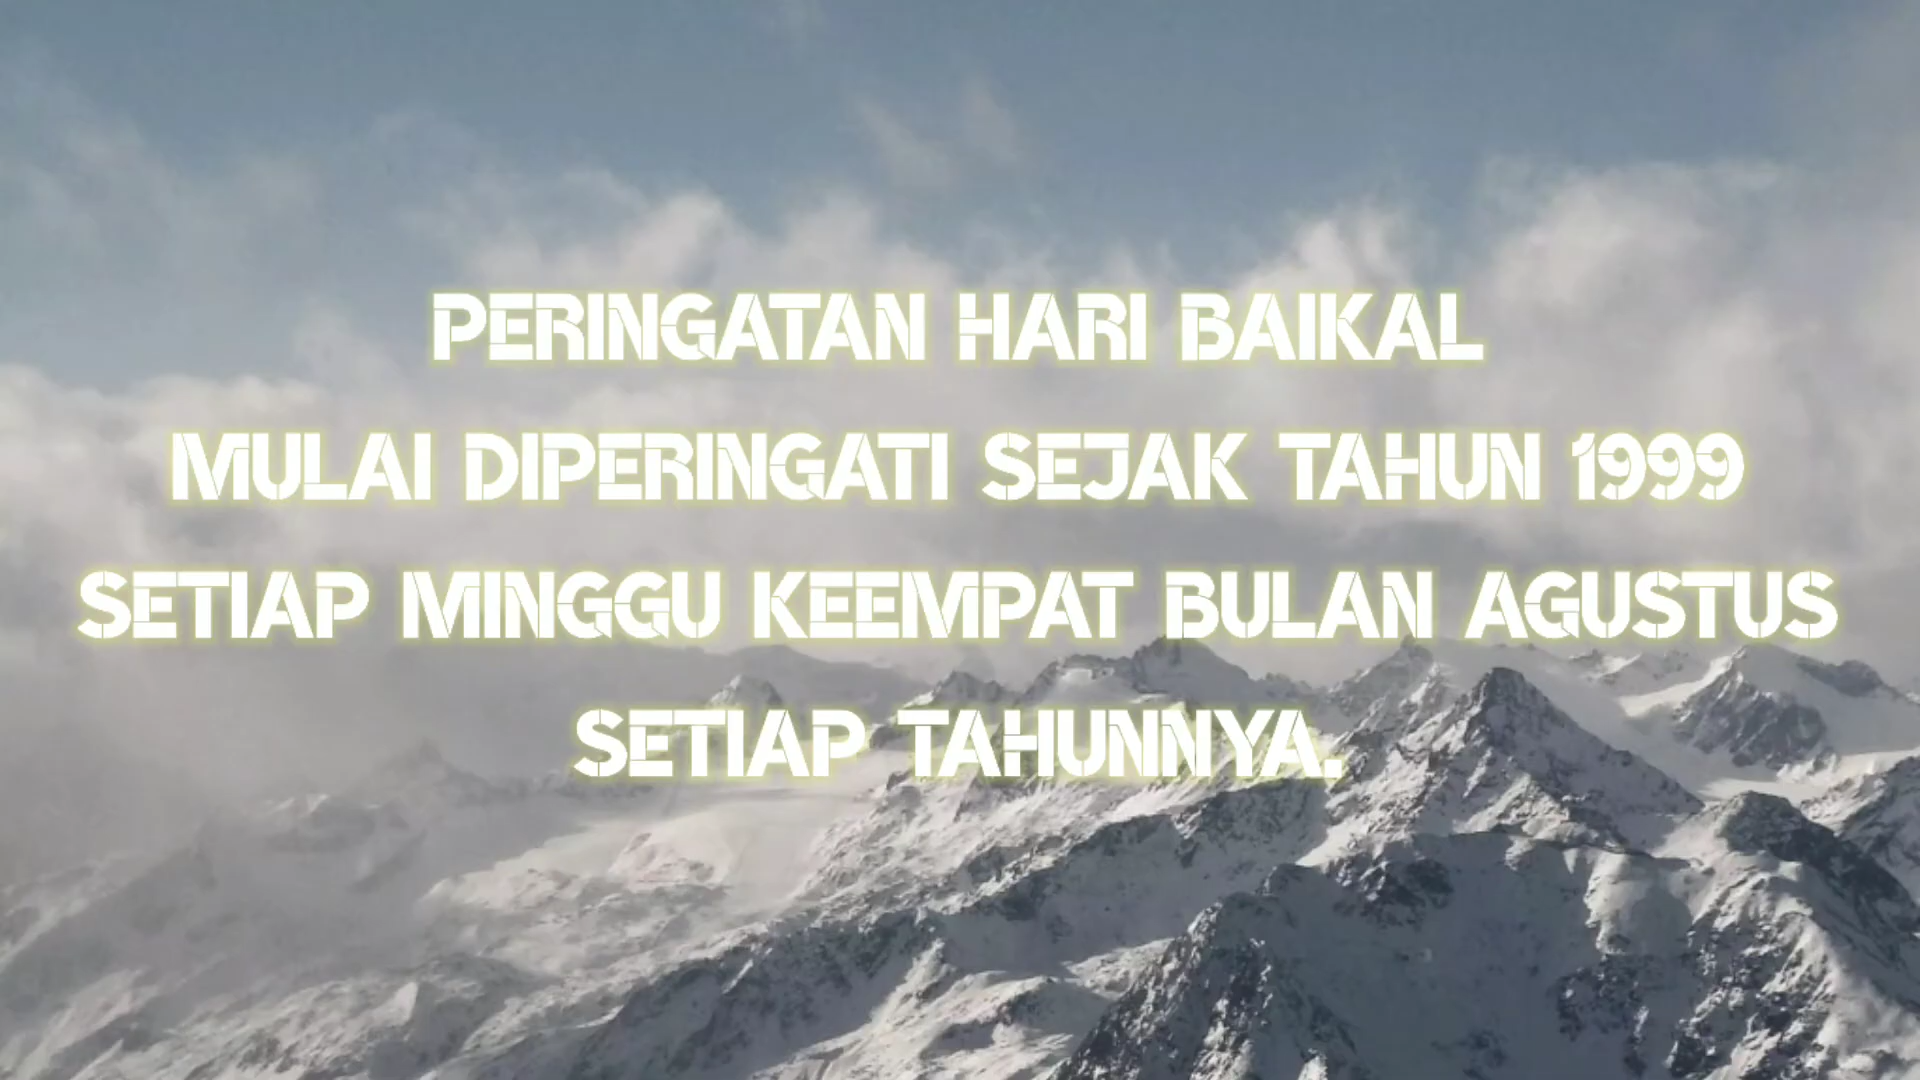 PERINGATAN HARI BAIKAL
MULAI DIPERINGATI SEJAK TAHUN 1999
SETIAP MINGGU KEEMPAT BULAN AGUSTUS
SETIAP TAHUNNYA.